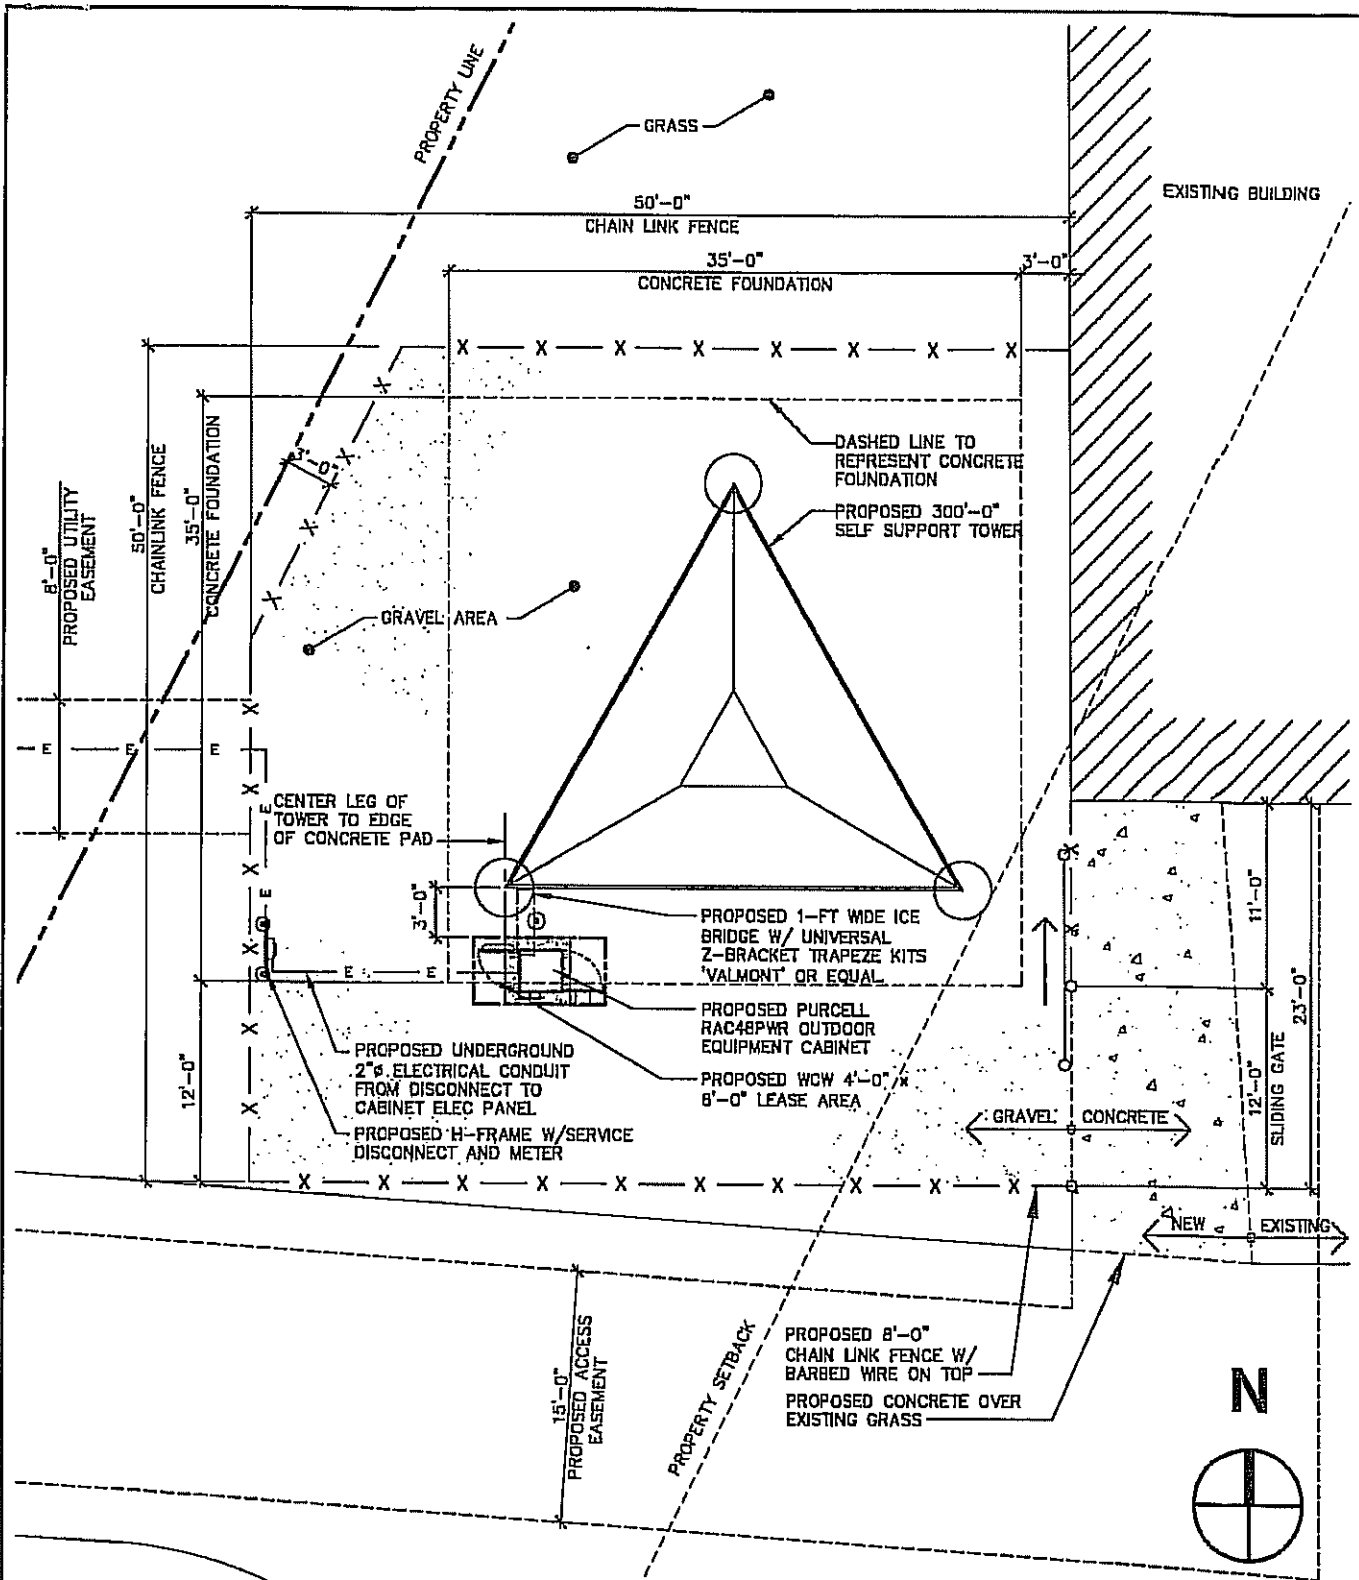 PROPERTY LINE
GRASS
EXISTING BUILDING
50'-0"
CHAIN LINK FENCE
35'-0"
3'-0"
CONCRETE FOUNDATION
X X X X X X X X
DASHED LINE TO
REPRESENT CONCRETE
FOUNDATION
PROPOSED 300'-0"
SELF SUPPORT TOWER
3'-0"
8'-0"
PROPOSED UTILITY
EASEMENT
50'-0"
CHAINLINK FENCE
35'-0"
CONCRETE FOUNDATION
X
X
X
X
GRAVEL AREA
X
E E E
X
CENTER LEG OF
TOWER TO EDGE
OF CONCRETE PAD
E
X
E
3'-0"
X
E E
X
X
PROPOSED 1-FT WIDE ICE
BRIDGE W/ UNIVERSAL
Z-BRACKET TRAPEZE KITS
'VALMONT' OR EQUAL
PROPOSED PURCELL
RAC48PWR OUTDOOR
EQUIPMENT CABINET
PROPOSED WCW 4'-0" x
8'-0" LEASE AREA
PROPOSED UNDERGROUND
2"ø ELECTRICAL CONDUIT
FROM DISCONNECT TO
CABINET ELEC PANEL
PROPOSED H-FRAME W/SERVICE
DISCONNECT AND METER
12'-0"
X
X
11'-0"
23'-0"
12'-0"
SLIDING GATE
GRAVEL CONCRETE
X X X X X X X X X X
NEW EXISTING
15'-0"
PROPOSED ACCESS
EASEMENT
PROPERTY SETBACK
PROPOSED 8'-0"
CHAIN LINK FENCE W/
BARBED WIRE ON TOP
PROPOSED CONCRETE OVER
EXISTING GRASS
N